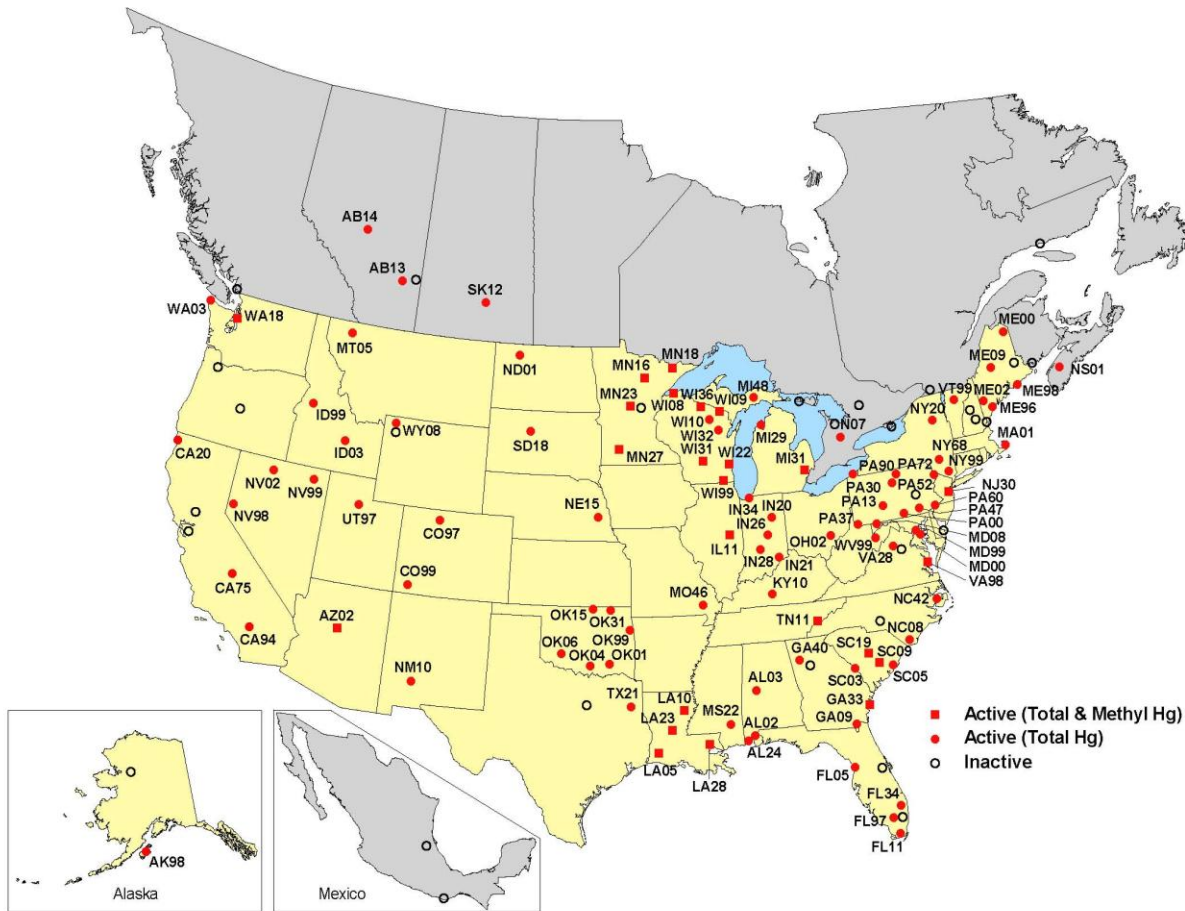 AB14
AB13
SK12
WA03
WA18
MT05
ND01
MN18
MN16
MN23
WI08
WI36
WI09
MI48
WI10
WI32
WI31
WI22
MN27
WI99
MI29
MI31
ON07
ME00
ME09
NS01
ME98
VT99
ME02
ME96
NY20
MA01
ID99
WY08
SD18
ID03
CA20
NV02
NV99
NV98
UT97
CO97
NE15
NY68
NY99
PA90
PA72
PA30
PA52
NJ30
PA13
PA60
PA47
PA37
PA00
MD08
MD99
MD00
VA98
IN34
IN20
IN26
OH02
WV99
VA28
IL11
IN28
IN21
KY10
CO99
CA75
CA94
AZ02
NM10
MO46
OK15
OK31
OK99
OK06
OK04
OK01
TN11
NC42
NC08
GA40
SC19
SC09
SC03
SC05
TX21
LA10
LA23
MS22
AL03
AL02
AL24
GA33
GA09
LA05
LA28
FL05
FL34
FL97
FL11
Active (Total & Methyl Hg)
Active (Total Hg)
Inactive
AK98
Alaska
Mexico